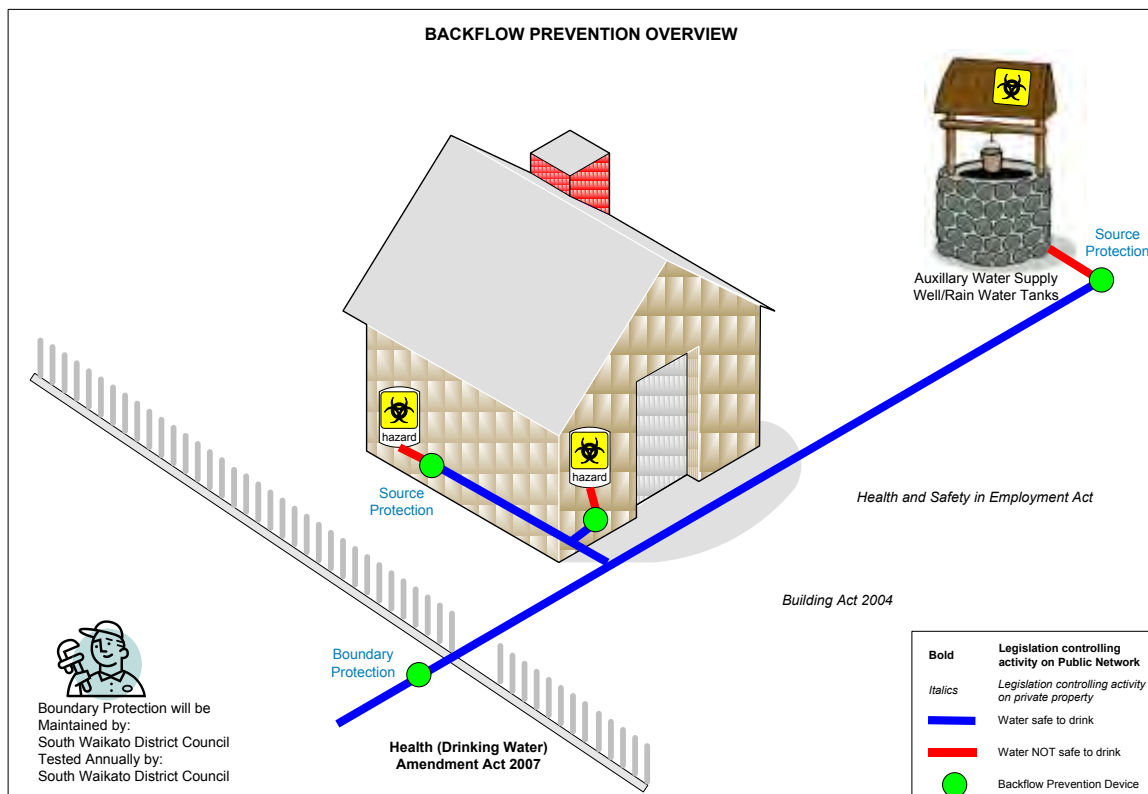 BACKFLOW PREVENTION OVERVIEW
Source
Protection
Auxillary Water Supply
Well/Rain Water Tanks
hazard
hazard
Source
Protection
Health and Safety in Employment Act
Building Act 2004
Boundary
Protection
Boundary Protection will be
Maintained by:
South Waikato District Council
Tested Annually by:
South Waikato District Council
Health (Drinking Water)
Amendment Act 2007
Bold Legislation controlling
activity on Public Network
Italics Legislation controlling activity
on private property
Water safe to drink
Water NOT safe to drink
Backflow Prevention Device